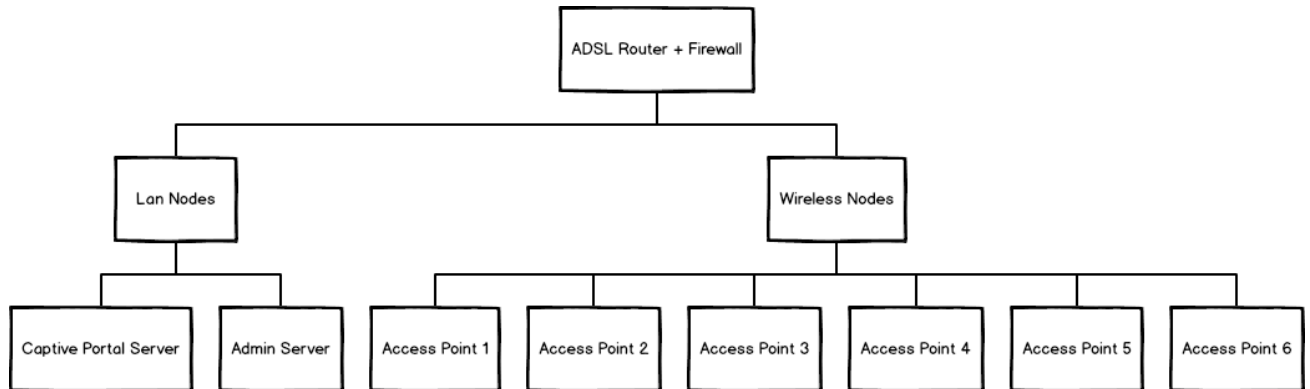 ADSL Router + Firewall
Lan Nodes
Wireless Nodes
Captive Portal Server
Admin Server
Access Point 1
Access Point 2
Access Point 3
Access Point 4
Access Point 5
Access Point 6